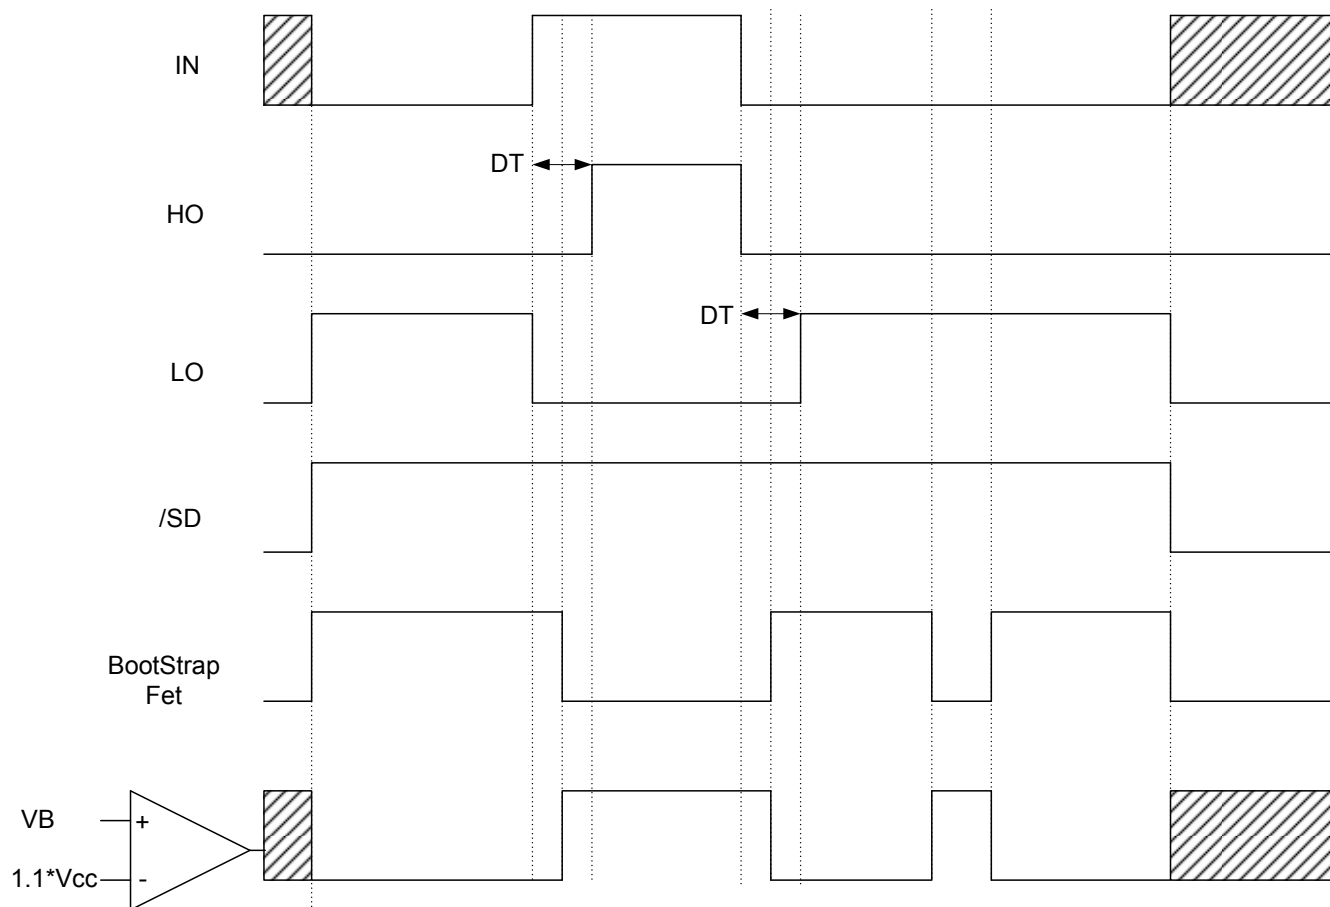 IN
DT
HO
DT
LO
/SD
BootStrap
Fet
VB
+
1.1*Vcc
-